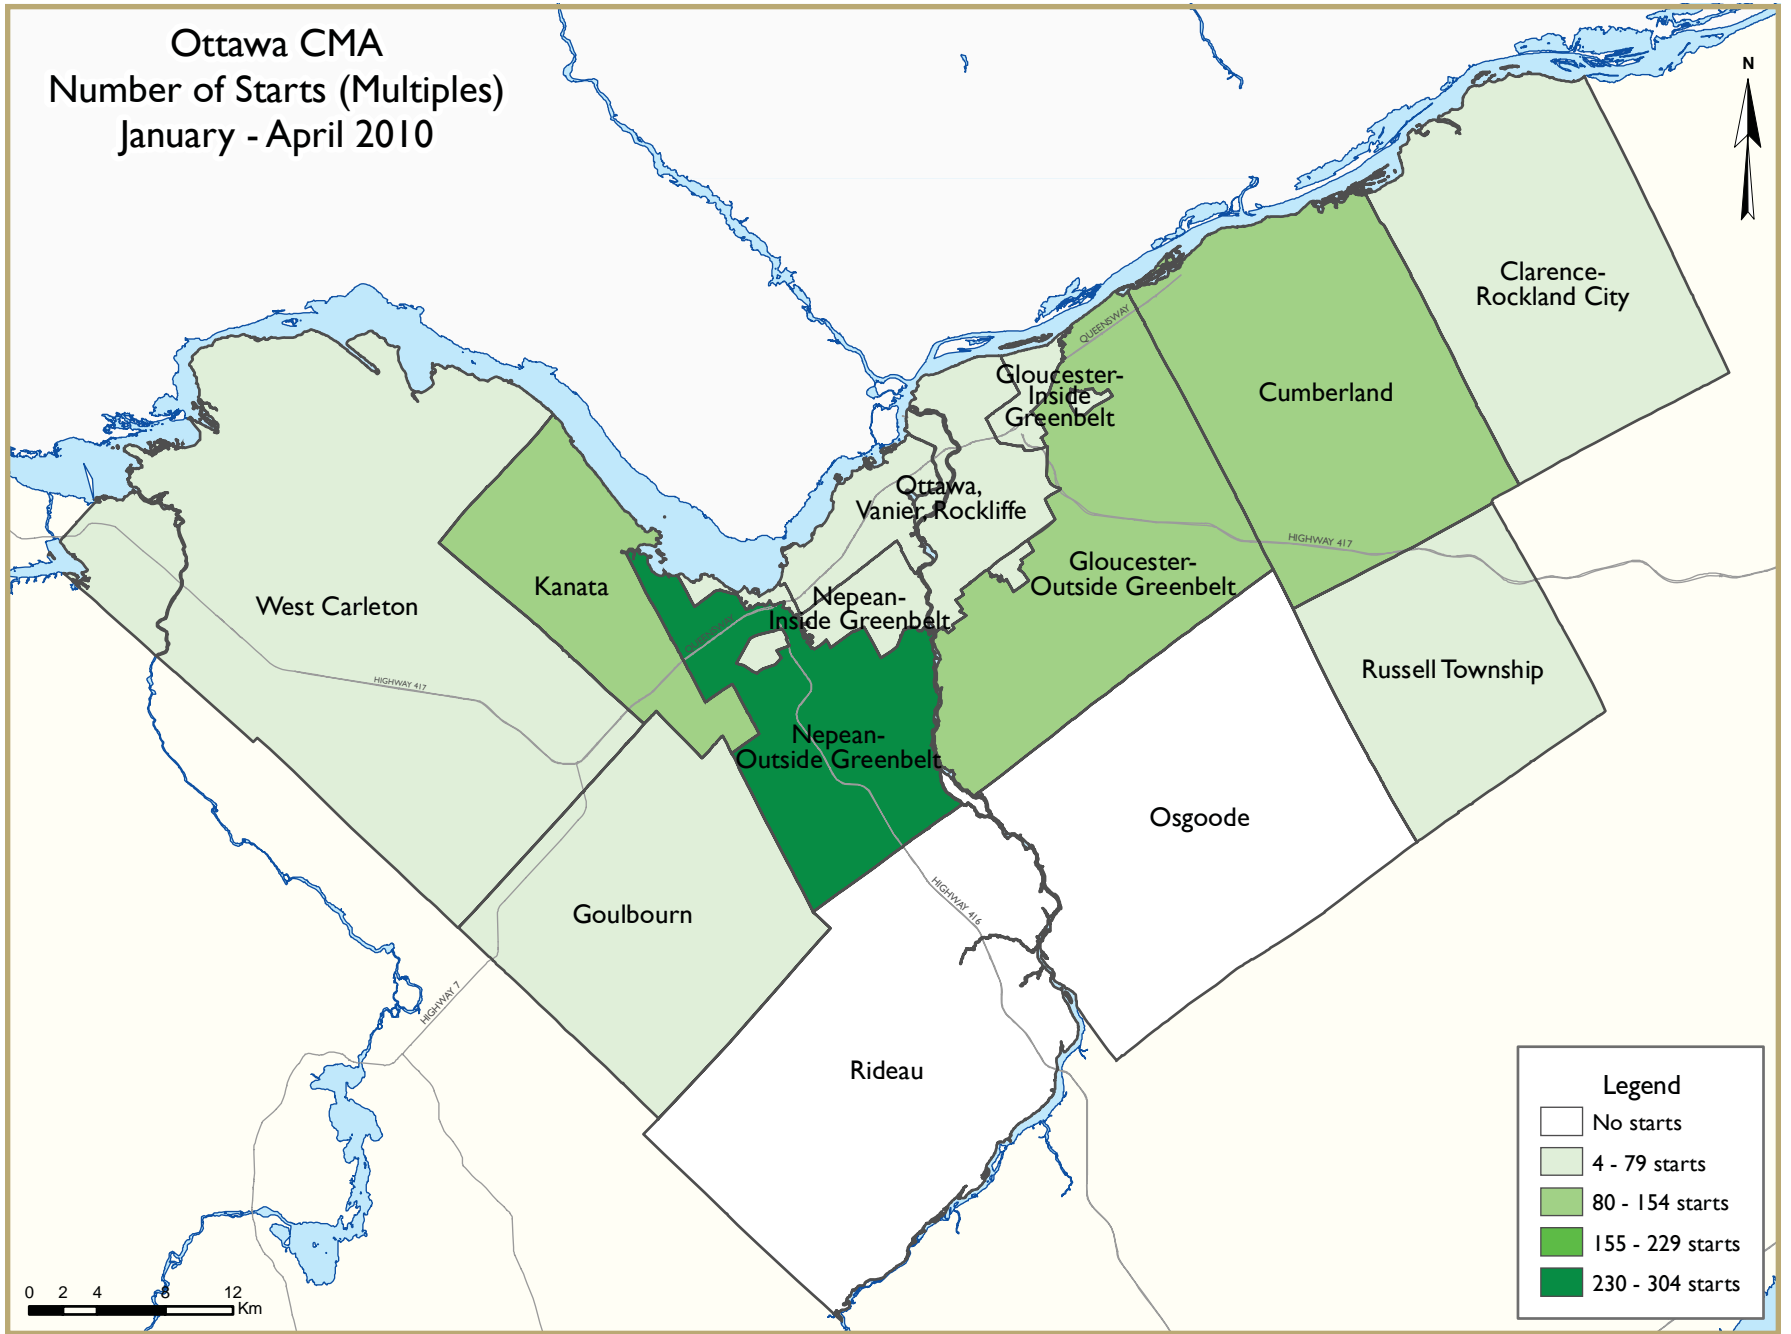 Ottawa CMA
Number of Starts (Multiples)
January - April 2010
N
Clarence-
Rockland City
QUEENSWAY
Gloucester-
Inside
Greenbelt
Cumberland
Ottawa,
Vanier, Rockliffe
HIGHWAY 417
Gloucester-
Outside Greenbelt
Kanata
West Carleton
Nepean-
Inside Greenbelt
QUEENSWAY
Russell Township
HIGHWAY 417
Nepean-
Outside Greenbelt
Osgoode
Goulbourn
HIGHWAY 416
HIGHWAY 7
Rideau
Legend
No starts
4 - 79 starts
80 - 154 starts
155 - 229 starts
230 - 304 starts
0 2 4 8 12
Km